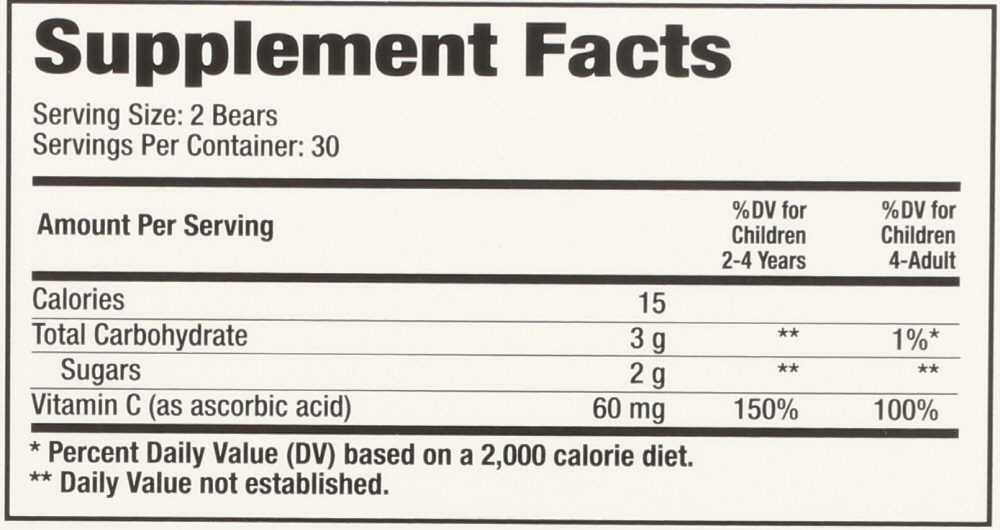 Supplement Facts
Serving Size: 2 Bears
Servings Per Container: 30
Amount Per Serving %DV for Children 2-4 Years %DV for Children 4-Adult
Calories 15
Total Carbohydrate 3 g ** 1%*
Sugars 2 g ** **
Vitamin C (as ascorbic acid) 60 mg 150% 100%
* Percent Daily Value (DV) based on a 2,000 calorie diet.
** Daily Value not established.